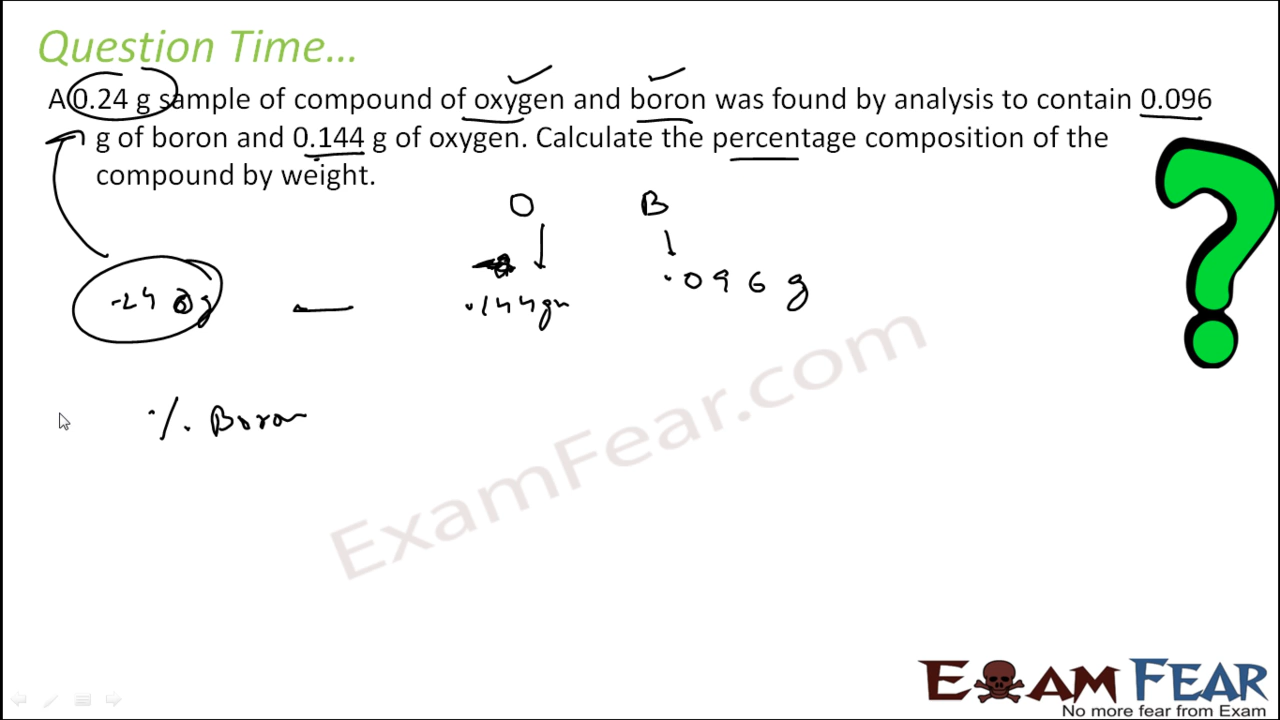 Question Time...
A 0.24 g sample of compound of oxygen and boron was found by analysis to contain 0.096
g of boron and 0.144 g of oxygen. Calculate the percentage composition of the
compound by weight.
O B
.24 g — .144gm .096 g
% Boron
ExamFear.com
EXAM FEAR
No more fear from Exam